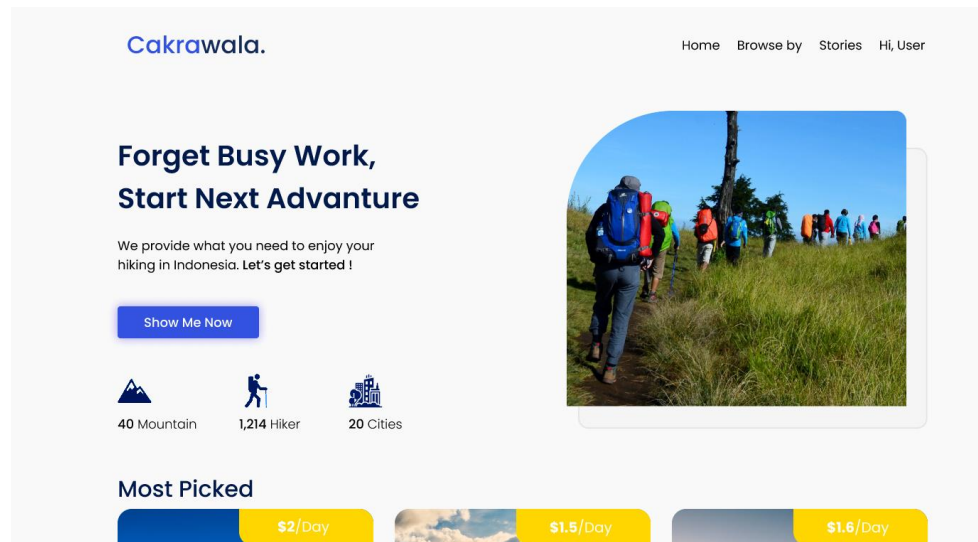 Cakrawala.
Home Browse by Stories Hi, User
Forget Busy Work,
Start Next Advanture
We provide what you need to enjoy your
hiking in Indonesia. Let's get started !
Show Me Now
40 Mountain 1,214 Hiker 20 Cities
Most Picked
$2/Day $1.5/Day $1.6/Day